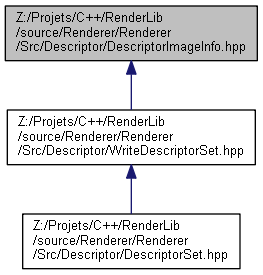 Z:/Projets/C++/RenderLib
/source/Renderer/Renderer
/Src/Descriptor/DescriptorImageInfo.hpp
Z:/Projets/C++/RenderLib
/source/Renderer/Renderer
/Src/Descriptor/WriteDescriptorSet.hpp
Z:/Projets/C++/RenderLib
/source/Renderer/Renderer
/Src/Descriptor/DescriptorSet.hpp